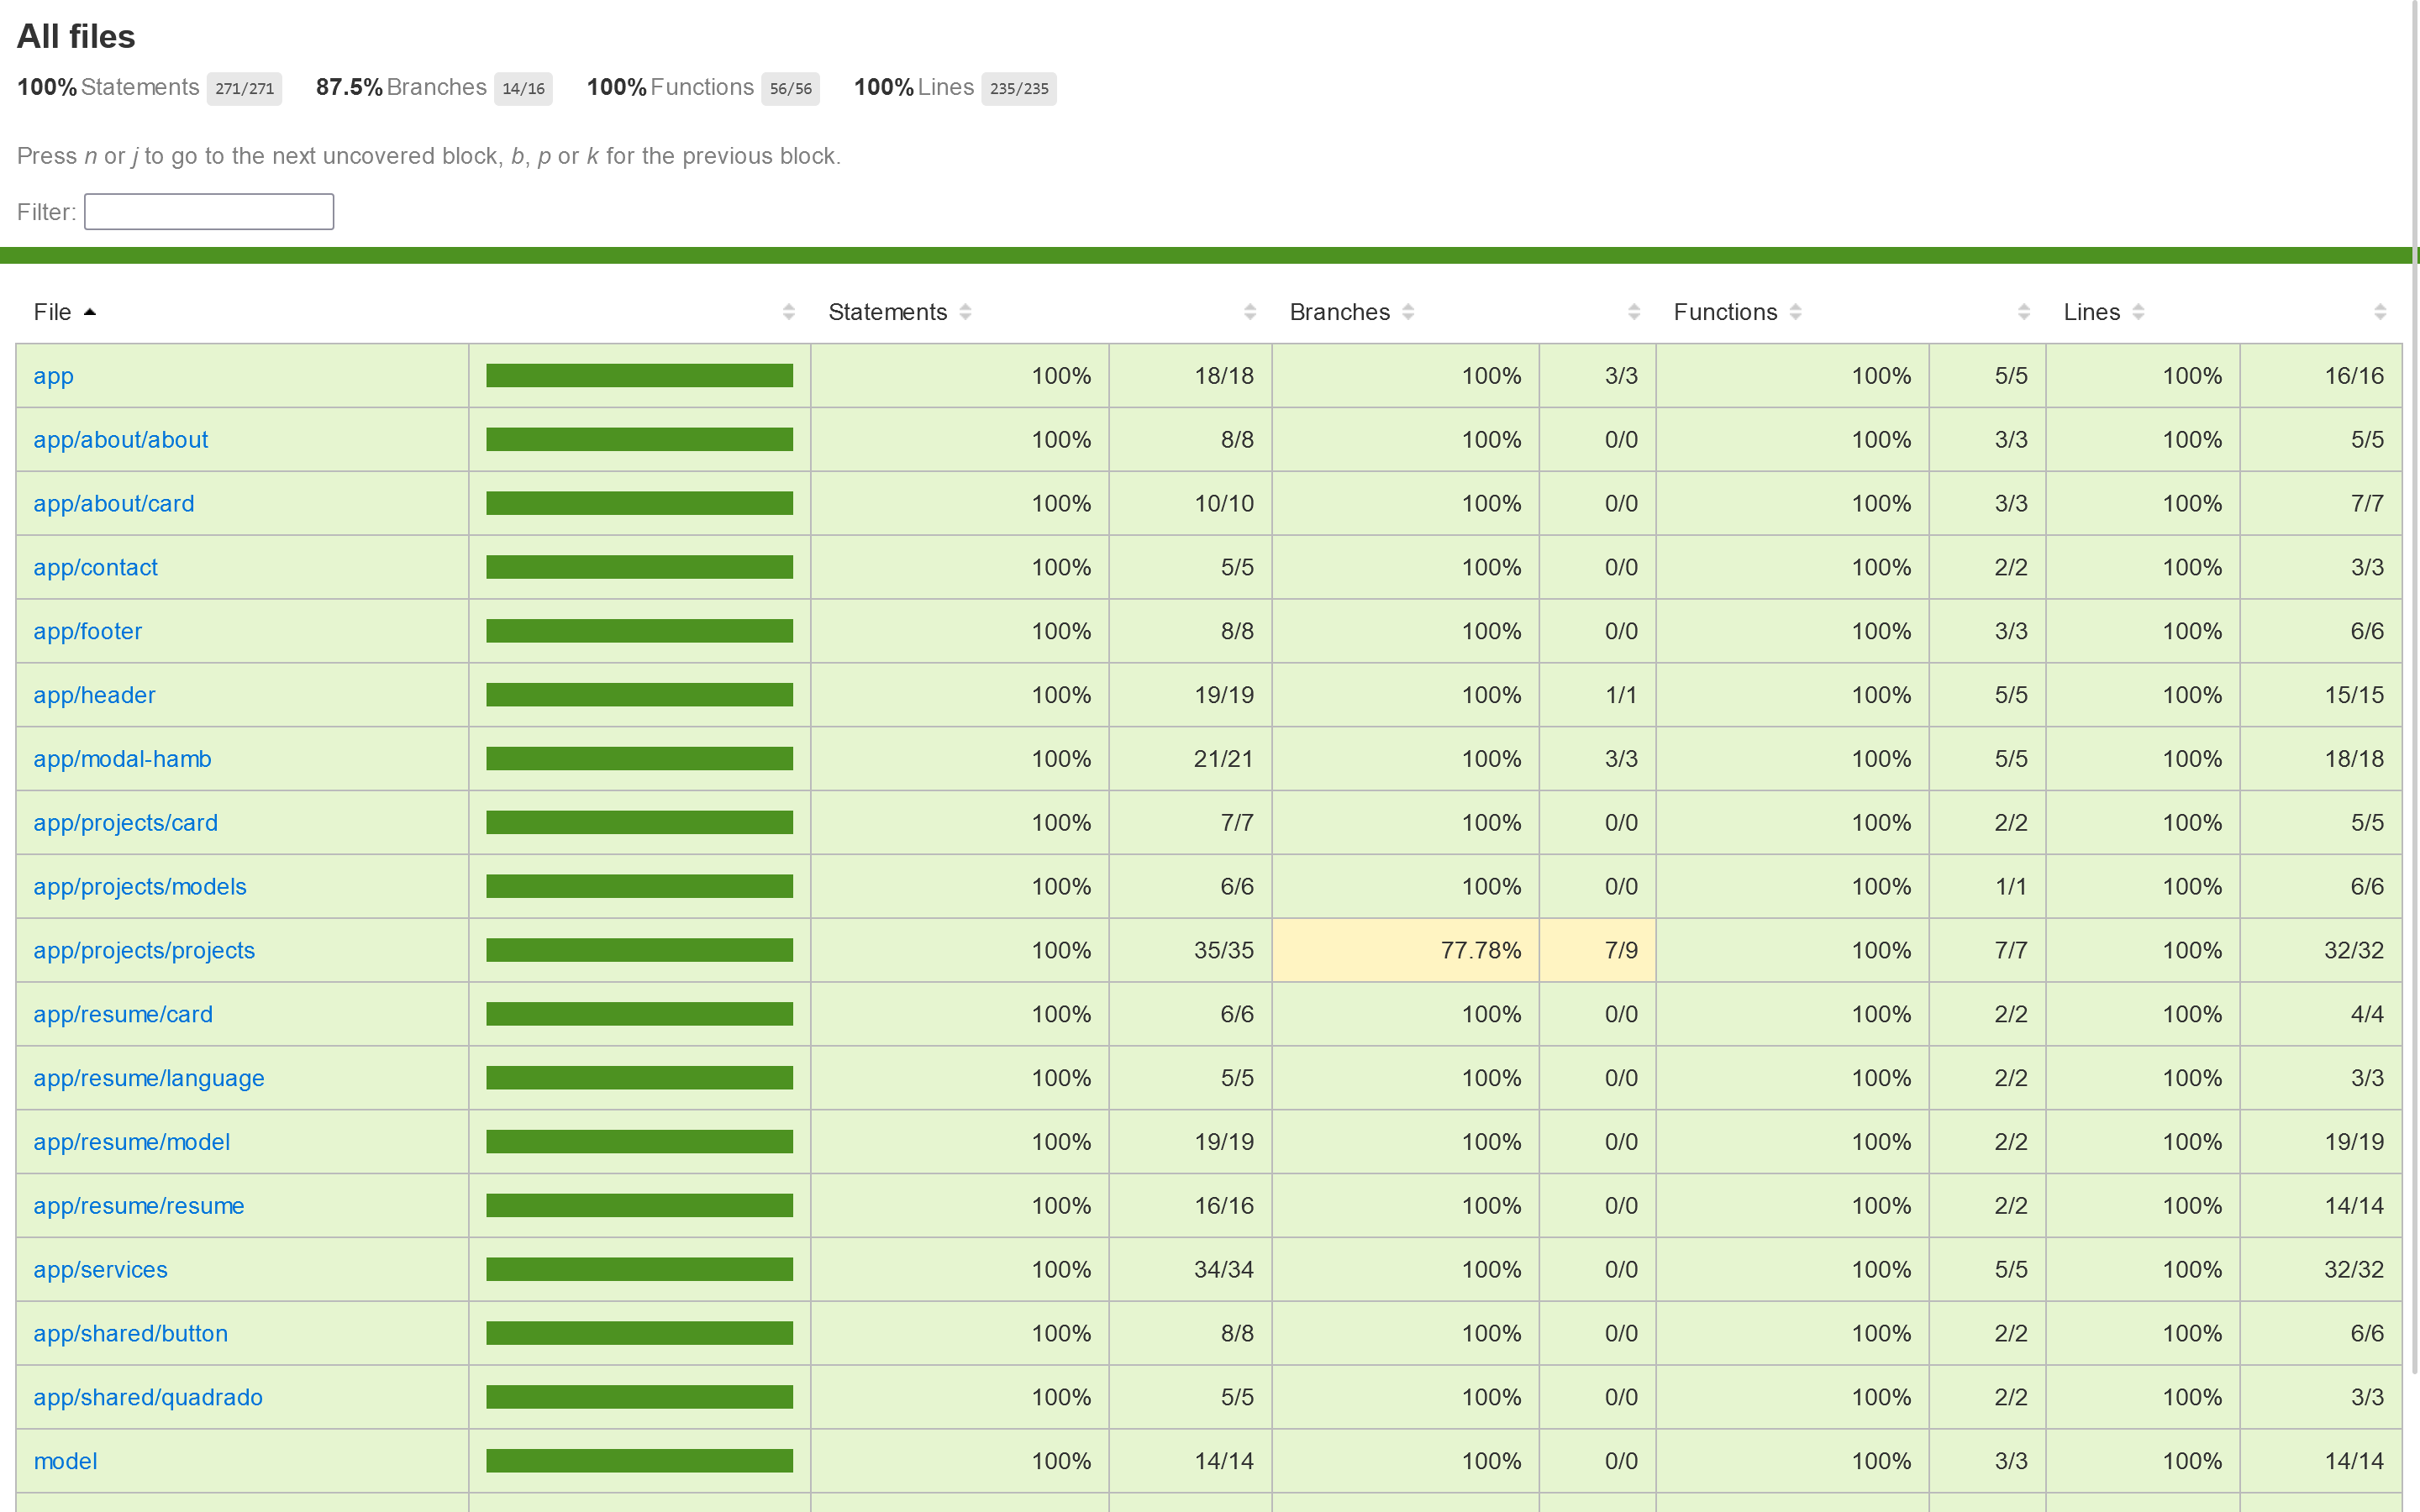 All files
100% Statements 271/271 87.5% Branches 14/16 100% Functions 56/56 100% Lines 235/235
Press n or j to go to the next uncovered block, b, p or k for the previous block.
Filter:
File Statements Branches Functions Lines
app 100% 18/18 100% 3/3 100% 5/5 100% 16/16
app/about/about 100% 8/8 100% 0/0 100% 3/3 100% 5/5
app/about/card 100% 10/10 100% 0/0 100% 3/3 100% 7/7
app/contact 100% 5/5 100% 0/0 100% 2/2 100% 3/3
app/footer 100% 8/8 100% 0/0 100% 3/3 100% 6/6
app/header 100% 19/19 100% 1/1 100% 5/5 100% 15/15
app/modal-hamb 100% 21/21 100% 3/3 100% 5/5 100% 18/18
app/projects/card 100% 7/7 100% 0/0 100% 2/2 100% 5/5
app/projects/models 100% 6/6 100% 0/0 100% 1/1 100% 6/6
app/projects/projects 100% 35/35 77.78% 7/9 100% 7/7 100% 32/32
app/resume/card 100% 6/6 100% 0/0 100% 2/2 100% 4/4
app/resume/language 100% 5/5 100% 0/0 100% 2/2 100% 3/3
app/resume/model 100% 19/19 100% 0/0 100% 2/2 100% 19/19
app/resume/resume 100% 16/16 100% 0/0 100% 2/2 100% 14/14
app/services 100% 34/34 100% 0/0 100% 5/5 100% 32/32
app/shared/button 100% 8/8 100% 0/0 100% 2/2 100% 6/6
app/shared/quadrado 100% 5/5 100% 0/0 100% 2/2 100% 3/3
model 100% 14/14 100% 0/0 100% 3/3 100% 14/14